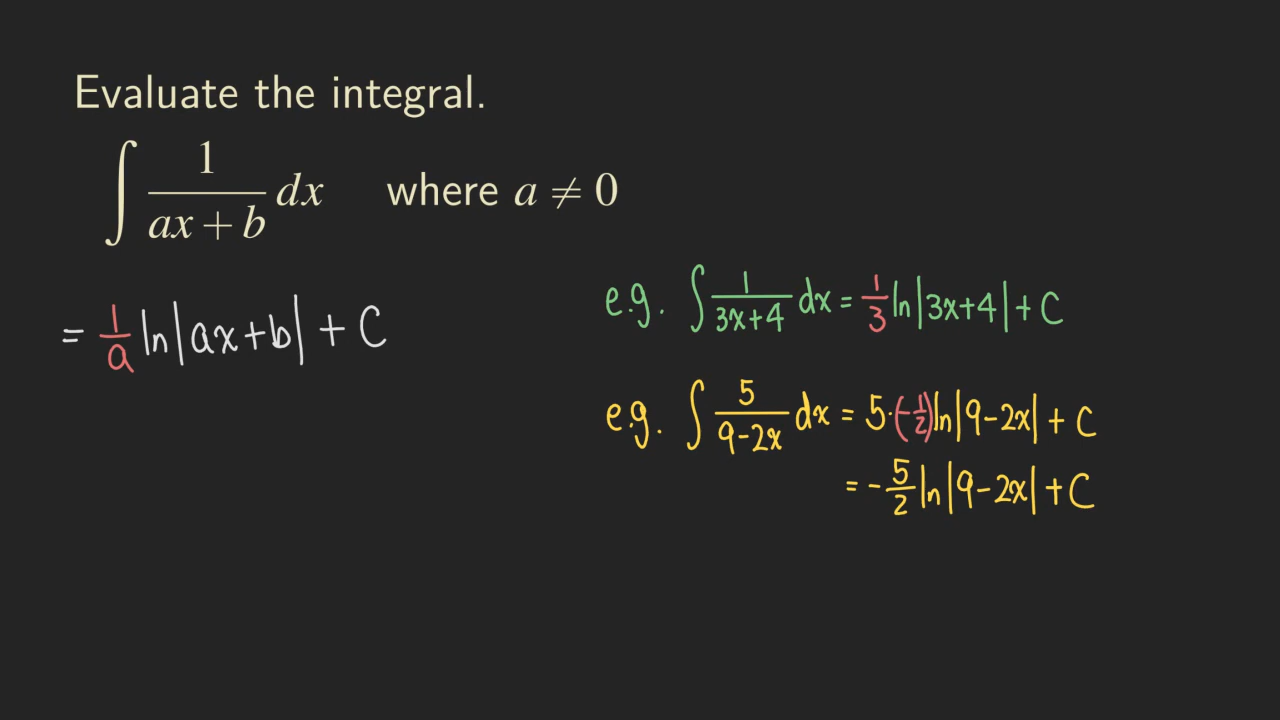 Evaluate the integral.
∫ 1/(ax + b) dx where a ≠ 0
= 1/a ln|ax+b| + C
e.g. ∫ 1/(3x+4) dx = 1/3 ln|3x+4| + C
e.g. ∫ 5/(9-2x) dx = 5·(-1/2)ln|9-2x| + C
= -5/2 ln|9-2x| + C